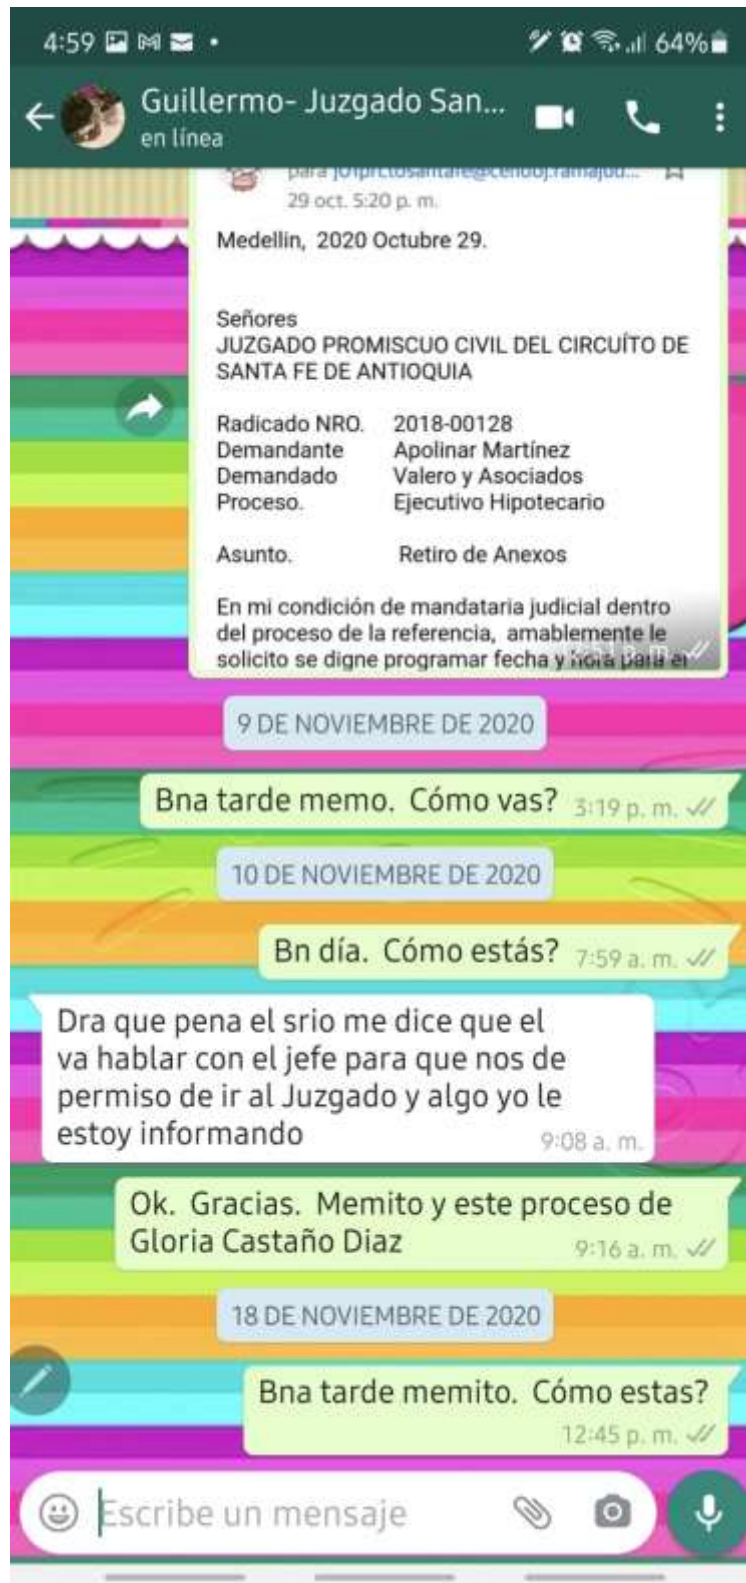 4:59
64%
Guillermo- Juzgado San...
en línea
29 oct. 5:20 p. m.
Medellin, 2020 Octubre 29.
Señores
JUZGADO PROMISCUO CIVIL DEL CIRCUÍTO DE
SANTA FE DE ANTIOQUIA
Radicado NRO. 2018-00128
Demandante Apolinar Martínez
Demandado Valero y Asociados
Proceso. Ejecutivo Hipotecario
Asunto. Retiro de Anexos
En mi condición de mandataria judicial dentro
del proceso de la referencia, amablemente le
solicito se digne programar fecha y hora para el
9 DE NOVIEMBRE DE 2020
Bna tarde memo. Cómo vas? 3:19 p. m.
10 DE NOVIEMBRE DE 2020
Bn día. Cómo estás? 7:59 a. m.
Dra que pena el srio me dice que el
va hablar con el jefe para que nos de
permiso de ir al Juzgado y algo yo le
estoy informando 9:08 a. m.
Ok. Gracias. Memito y este proceso de
Gloria Castaño Diaz 9:16 a. m.
18 DE NOVIEMBRE DE 2020
Bna tarde memito. Cómo estas?
12:45 p. m.
Escribe un mensaje